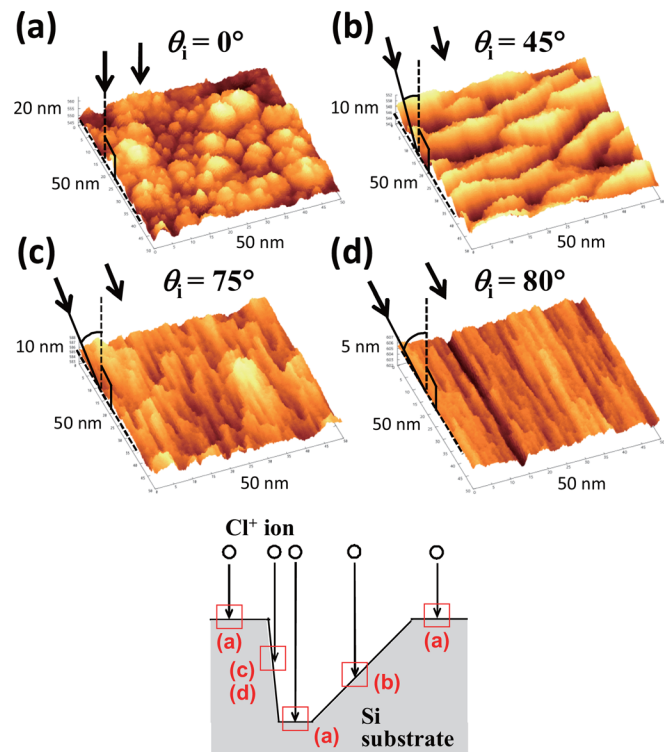 (a)
θi = 0°
20 nm
50 nm
50 nm
(b)
θi = 45°
10 nm
50 nm
50 nm
(c)
θi = 75°
10 nm
50 nm
50 nm
(d)
θi = 80°
5 nm
50 nm
50 nm
Cl⁺ ion
(a)
(c)
(d)
(a)
(b)
(a)
Si
substrate